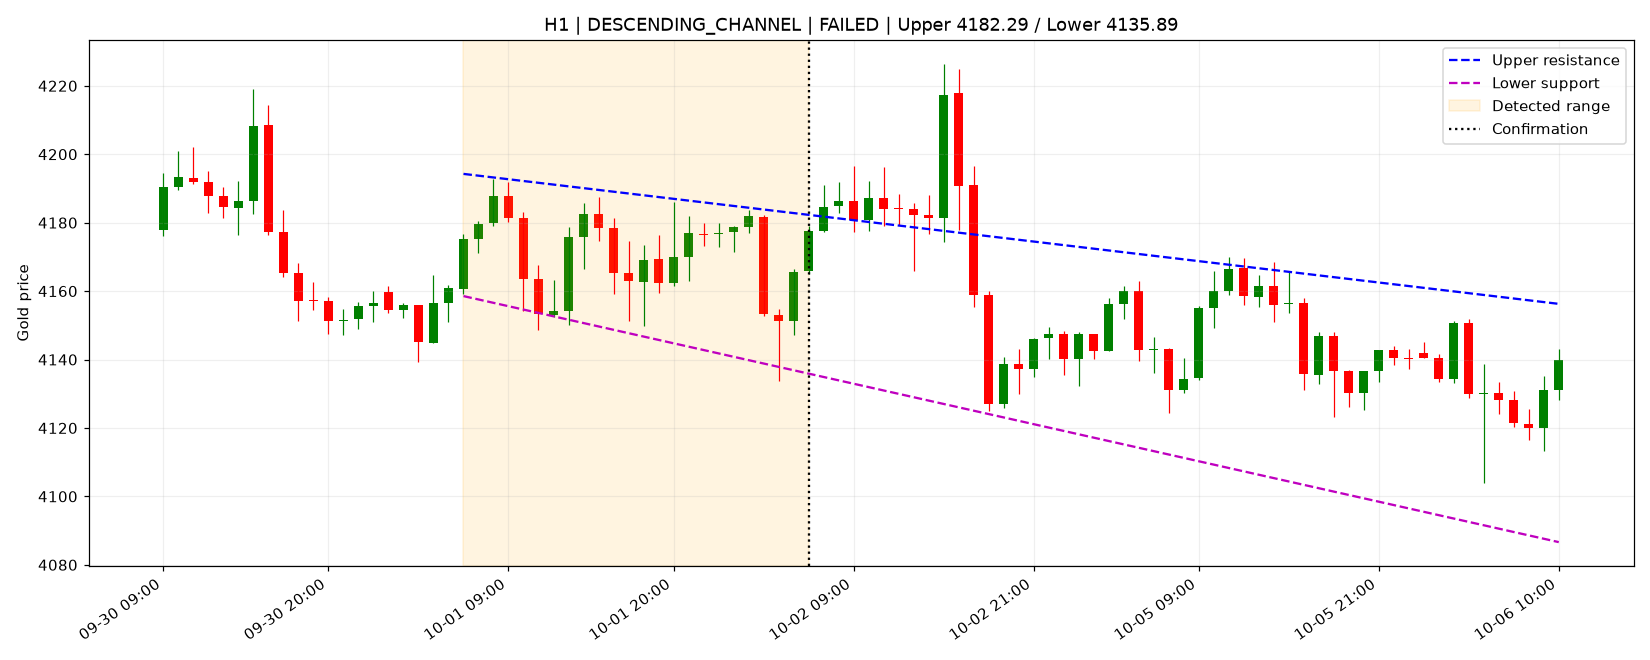 H1 | DESCENDING_CHANNEL | FAILED | Upper 4182.29 / Lower 4135.89
Upper resistance
Lower support
Detected range
Confirmation
Gold price
4220
4200
4180
4160
4140
4120
4100
4080
09-30 09:00
09-30 20:00
10-01 09:00
10-01 20:00
10-02 09:00
10-02 21:00
10-05 09:00
10-05 21:00
10-06 10:00